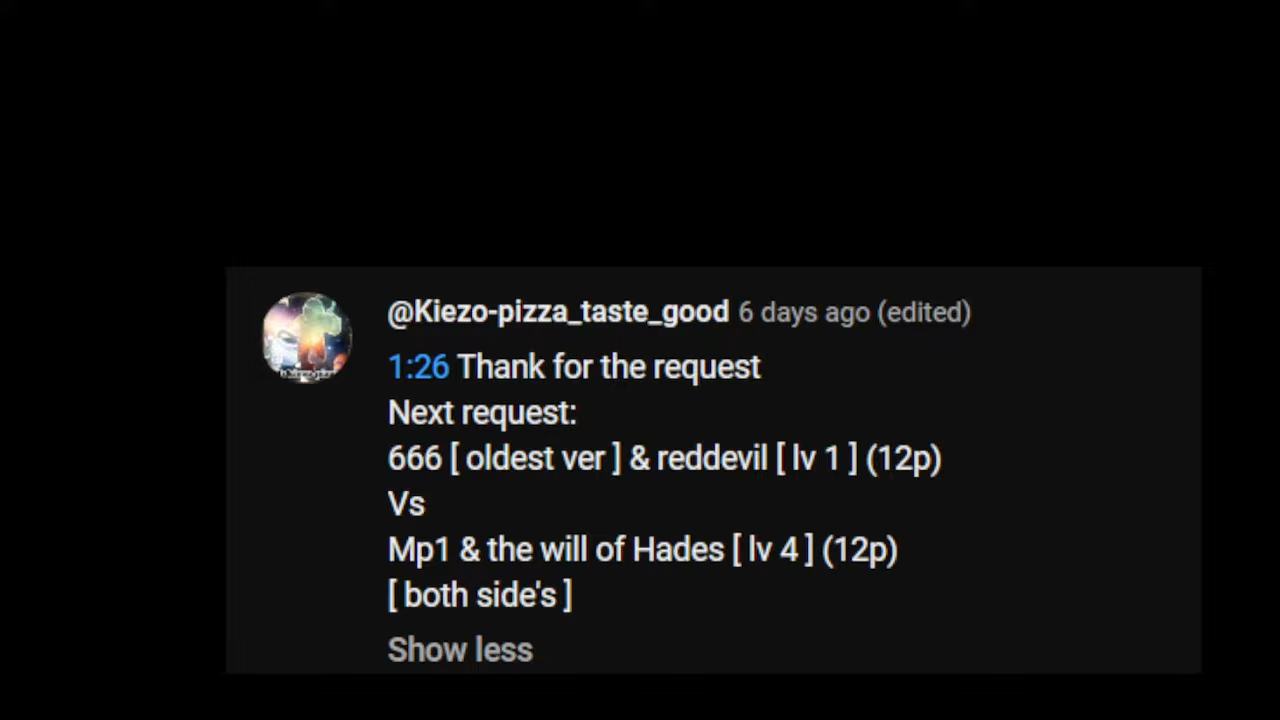 @Kiezo-pizza_taste_good 6 days ago (edited)
1:26 Thank for the request
Next request:
666 [ oldest ver ] & reddevil [ lv 1 ] (12p)
Vs
Mp1 & the will of Hades [ lv 4 ] (12p)
[ both side's ]
Show less